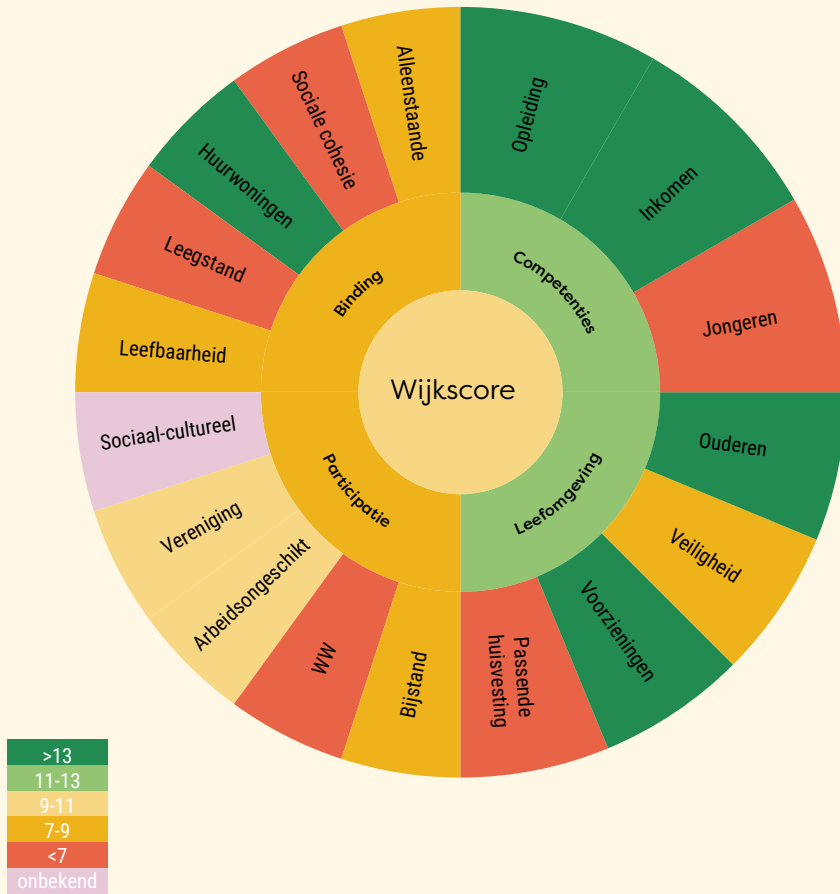 Alleenstaande
Opleiding
Sociale cohesie
Inkomen
Huurwoningen
Competenties
Binding
Leegstand
Jongeren
Leefbaarheid
Wijkscore
Sociaal-cultureel
Ouderen
Participatie
Leefomgeving
Vereniging
Veiligheid
Arbeidsongeschikt
Voorzieningen
WW
Bijstand
Passende
huisvesting
>13
11-13
9-11
7-9
<7
onbekend